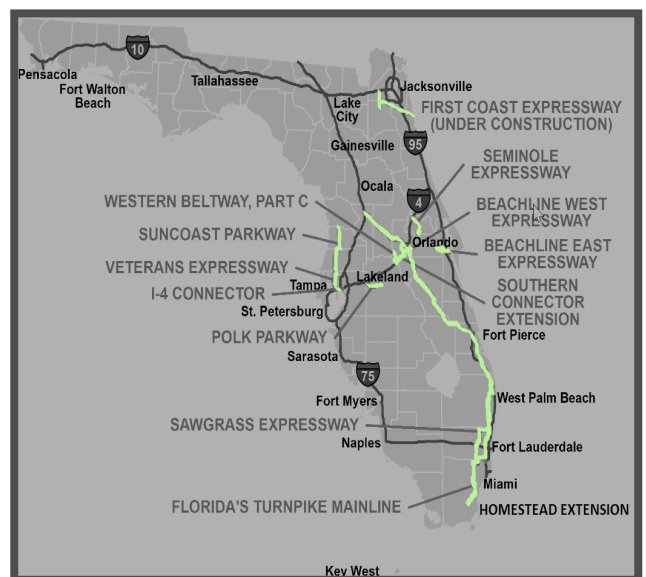 10
Pensacola
Fort Walton
Beach
Tallahassee
Jacksonville
Lake
City
FIRST COAST EXPRESSWAY
(UNDER CONSTRUCTION)
Gainesville
95
SEMINOLE
EXPRESSWAY
Ocala
WESTERN BELTWAY, PART C
4
BEACHLINE WEST
EXPRESSWAY
SUNCOAST PARKWAY
Orlando
BEACHLINE EAST
EXPRESSWAY
VETERANS EXPRESSWAY
Lakeland
I-4 CONNECTOR
Tampa
SOUTHERN
CONNECTOR
EXTENSION
St. Petersburg
POLK PARKWAY
Fort Pierce
Sarasota
75
Fort Myers
West Palm Beach
SAWGRASS EXPRESSWAY
Naples
Fort Lauderdale
Miami
FLORIDA'S TURNPIKE MAINLINE
HOMESTEAD EXTENSION
Key West